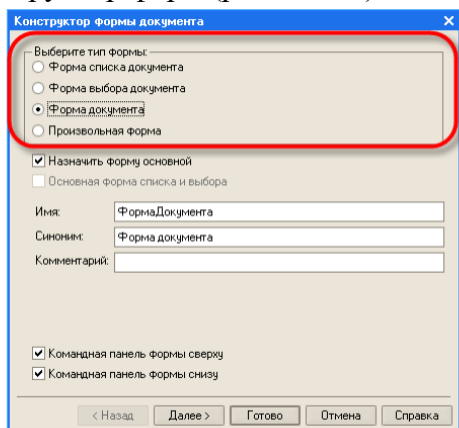 Конструктор формы документа
Выберите тип формы:
Форма списка документа
Форма выбора документа
Форма документа
Произвольная форма
Назначить форму основной
Основная форма списка и выбора
Имя: ФормаДокумента
Синоним: Форма документа
Комментарий:
Командная панель формы сверху
Командная панель формы снизу
< Назад Далее > Готово Отмена Справка